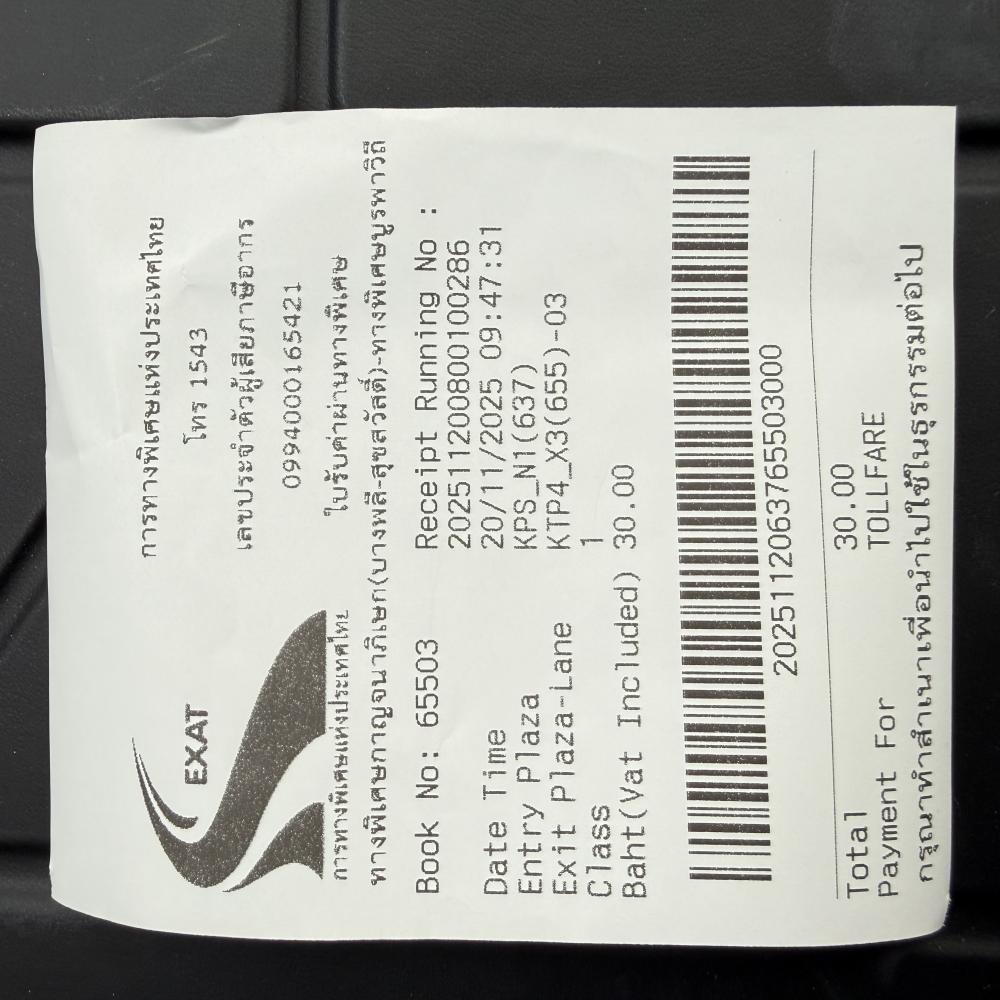 EXAT
การทางพิเศษแห่งประเทศไทย
การทางพิเศษแห่งประเทศไทย
โทร 1543
เลขประจำตัวผู้เสียภาษีอากร
099400016​5421
ใบรับค่าผ่านทางพิเศษ
ทางพิเศษกาญจนาภิเษก(บางพลี-สุขสวัสดิ์)-ทางพิเศษบูรพาวิถี
Book No: 65503 Receipt Running No :
20251120080100286
Date Time 20/11/2025 09:47:31
Entry Plaza KPS_N1(637)
Exit Plaza-Lane KTP4_X3(655)-03
Class 1
Baht(Vat Included) 30.00
2025112063765503000
Total 30.00
Payment For TOLLFARE
กรุณาทำสำเนาเพื่อนำไปใช้ในธุรกรรมต่อไป